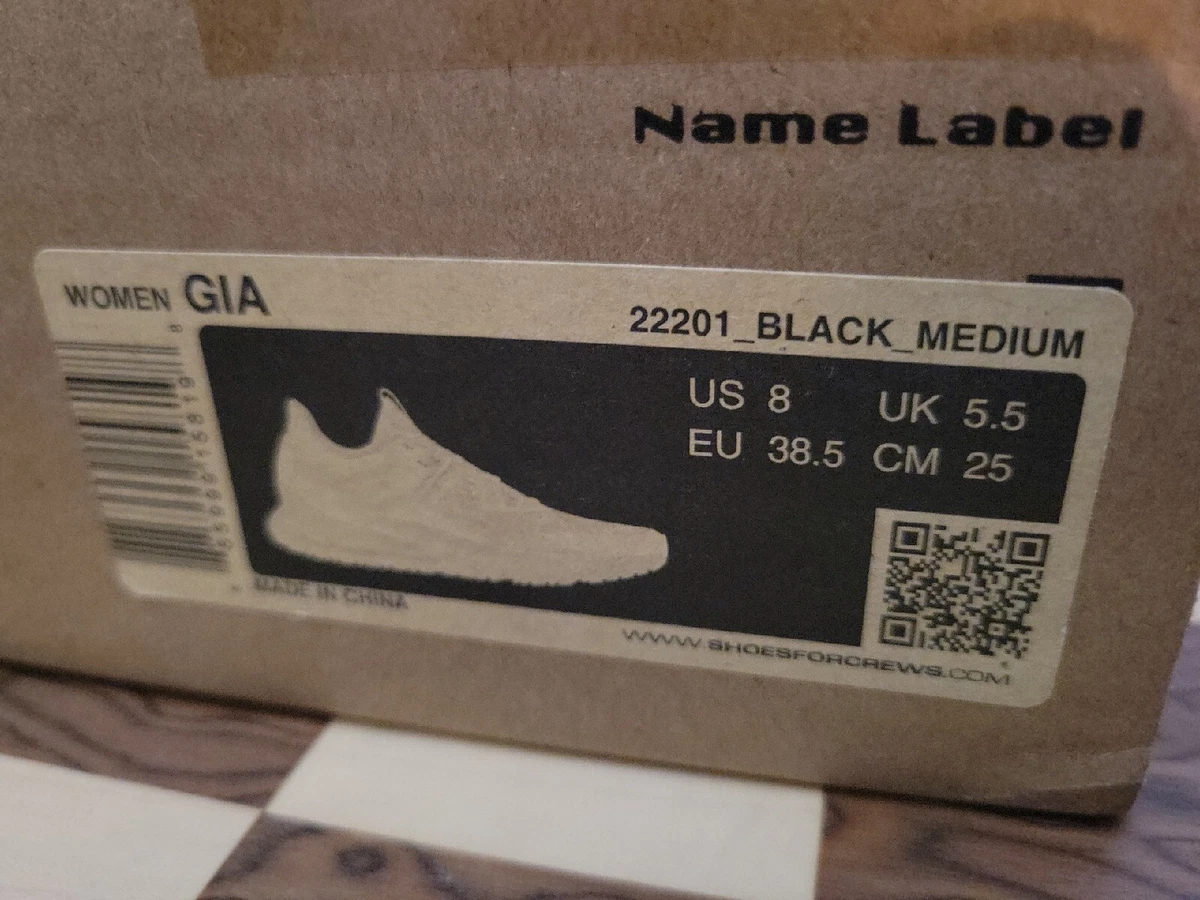 Name Label
WOMEN GIA
22201_BLACK_MEDIUM
US 8 UK 5.5
EU 38.5 CM 25
MADE IN CHINA
WWW.SHOESFORCREWS.COM